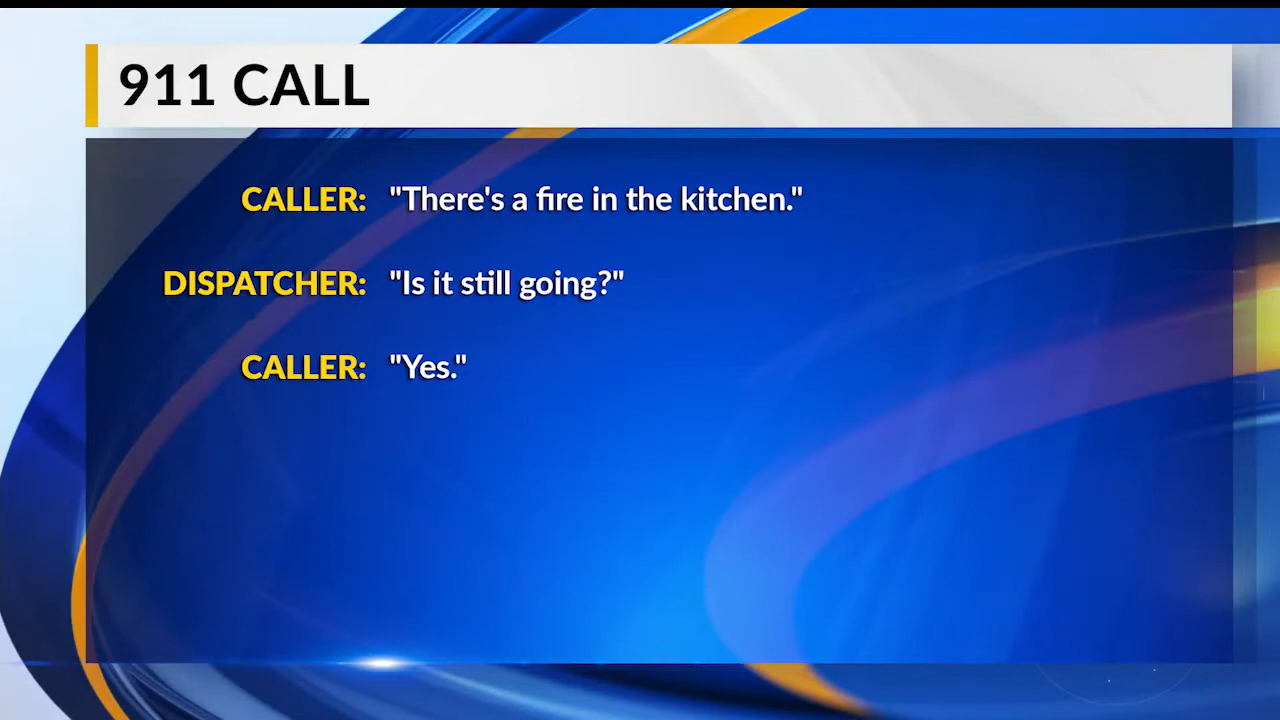 911 CALL
CALLER: "There's a fire in the kitchen."
DISPATCHER: "Is it still going?"
CALLER: "Yes."